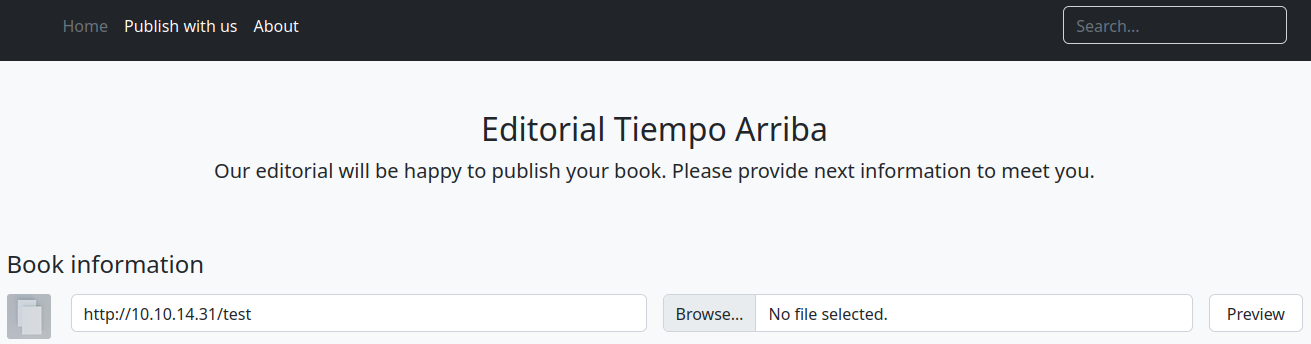 Home Publish with us About Search...
Editorial Tiempo Arriba
Our editorial will be happy to publish your book. Please provide next information to meet you.
Book information
http://10.10.14.31/test Browse... No file selected. Preview